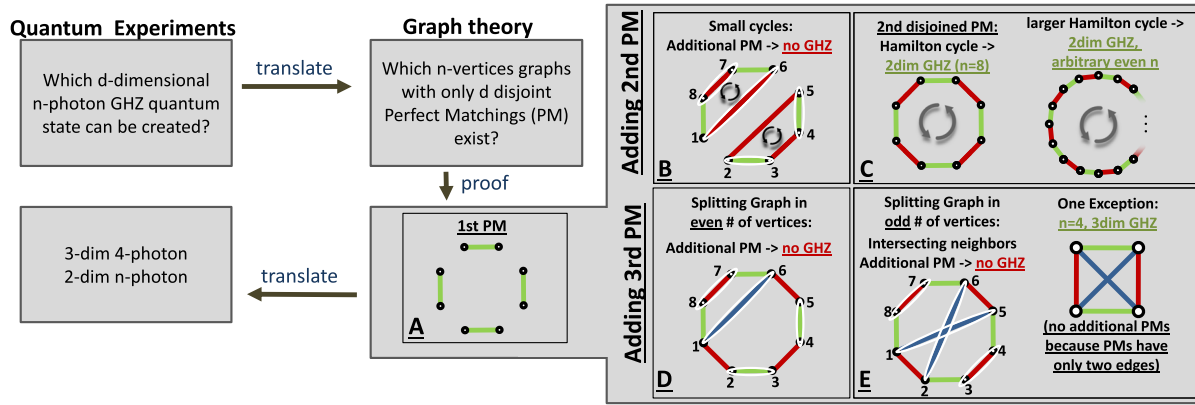 Quantum Experiments
Which d-dimensional
n-photon GHZ quantum
state can be created?
translate
Graph theory
Which n-vertices graphs
with only d disjoint
Perfect Matchings (PM)
exist?
proof
1st PM
A
translate
3-dim 4-photon
2-dim n-photon
Adding 2nd PM
Small cycles:
Additional PM -> no GHZ
7
6
8
5
1
4
2
3
B
2nd disjoined PM:
Hamilton cycle ->
2dim GHZ (n=8)
C
larger Hamilton cycle ->
2dim GHZ,
arbitrary even n
...
Adding 3rd PM
Splitting Graph in
even # of vertices:
Additional PM -> no GHZ
7
6
8
5
1
4
2
3
D
Splitting Graph in
odd # of vertices:
Intersecting neighbors
Additional PM -> no GHZ
7
6
8
5
1
4
2
3
E
One Exception:
n=4, 3dim GHZ
(no additional PMs
because PMs have
only two edges)